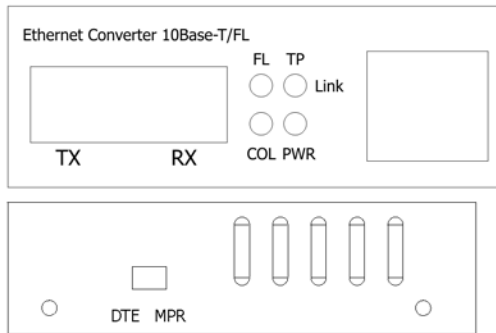 Ethernet Converter 10Base-T/FL
FL TP
Link
TX RX
COL PWR
DTE MPR